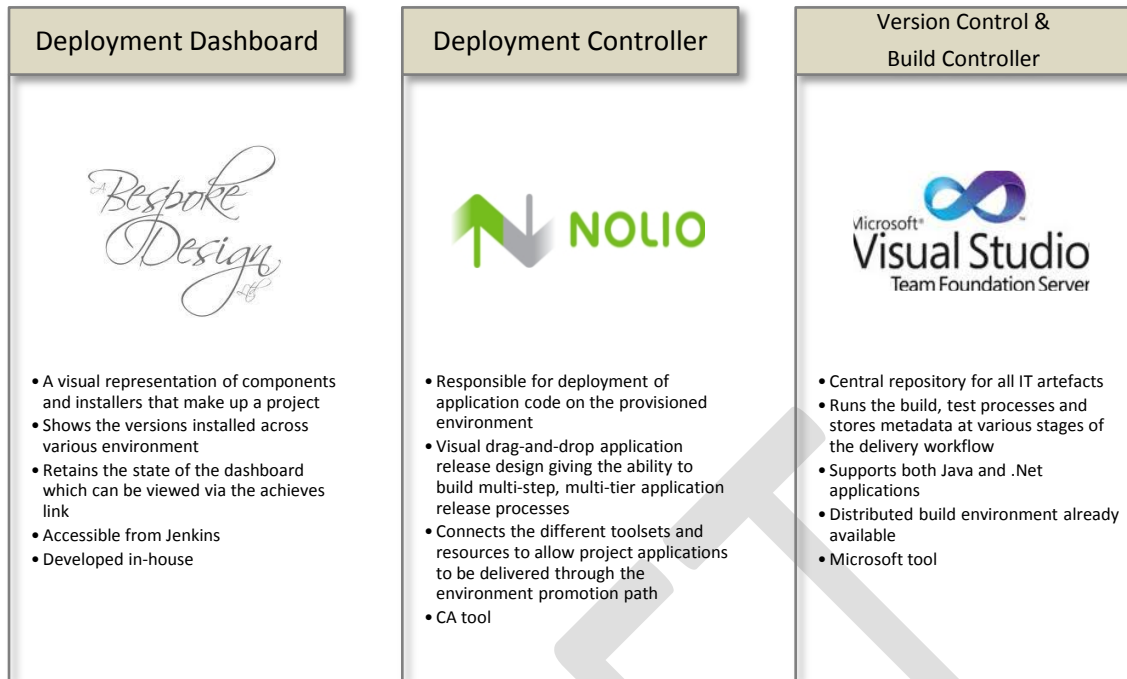 Deployment Dashboard
A
Bespoke
Design
Ltd
• A visual representation of components
and installers that make up a project
• Shows the versions installed across
various environment
• Retains the state of the dashboard
which can be viewed via the achieves
link
• Accessible from Jenkins
• Developed in-house
Deployment Controller
NOLIO
• Responsible for deployment of
application code on the provisioned
environment
• Visual drag-and-drop application
release design giving the ability to
build multi-step, multi-tier application
release processes
• Connects the different toolsets and
resources to allow project applications
to be delivered through the
environment promotion path
• CA tool
Version Control &
Build Controller
Microsoft®
Visual Studio
Team Foundation Server
• Central repository for all IT artefacts
• Runs the build, test processes and
stores metadata at various stages of
the delivery workflow
• Supports both Java and .Net
applications
• Distributed build environment already
available
• Microsoft tool